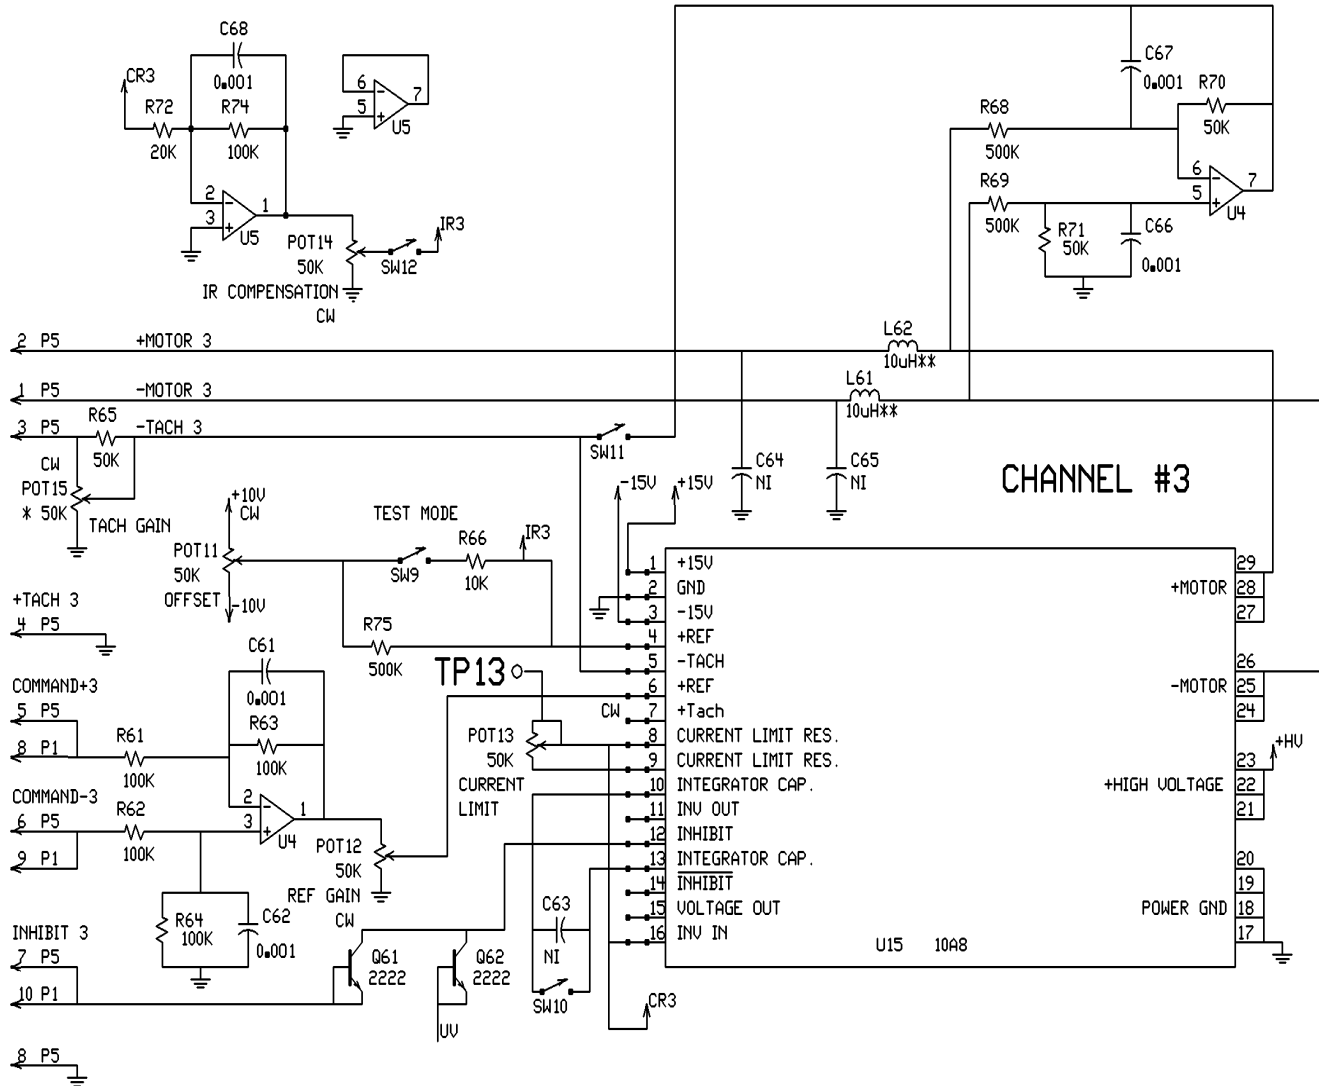 C68
0.001
CR3
R72
20K
R74
100K
2
3
1
U5
6
5
7
U5
POT14
50K
SW12
IR3
IR COMPENSATION
CW
C67
0.001
R70
50K
R68
500K
R69
500K
6
5
7
U4
R71
50K
C66
0.001
2 P5 +MOTOR 3
L62
10uH**
1 P5 -MOTOR 3
L61
10uH**
3 P5
R65
50K
-TACH 3
SW11
CW
POT15
* 50K
TACH GAIN
C64
NI
C65
NI
CHANNEL #3
+10V
CW
POT11
50K
OFFSET
-10V
TEST MODE
SW9
R66
10K
IR3
R75
500K
-15V
+15V
+TACH 3
4 P5
C61
0.001
R63
100K
TP13
COMMAND+3
5 P5
8 P1
R61
100K
COMMAND-3
6 P5
9 P1
R62
100K
2
3
1
U4
POT12
50K
REF GAIN
CW
R64
100K
C62
0.001
CW
POT13
50K
CURRENT
LIMIT
INHIBIT 3
7 P5
10 P1
Q61
2222
Q62
2222
UV
C63
NI
SW10
CR3
8 P5
1 +15V
2 GND
3 -15V
4 +REF
5 -TACH
6 +REF
7 +Tach
8 CURRENT LIMIT RES.
9 CURRENT LIMIT RES.
10 INTEGRATOR CAP.
11 INV OUT
12 INHIBIT
13 INTEGRATOR CAP.
14 INHIBIT
15 VOLTAGE OUT
16 INV IN
29
+MOTOR 28
27
26
-MOTOR 25
24
23
+HIGH VOLTAGE 22
21
+HV
20
19
POWER GND 18
17
U15 10A8